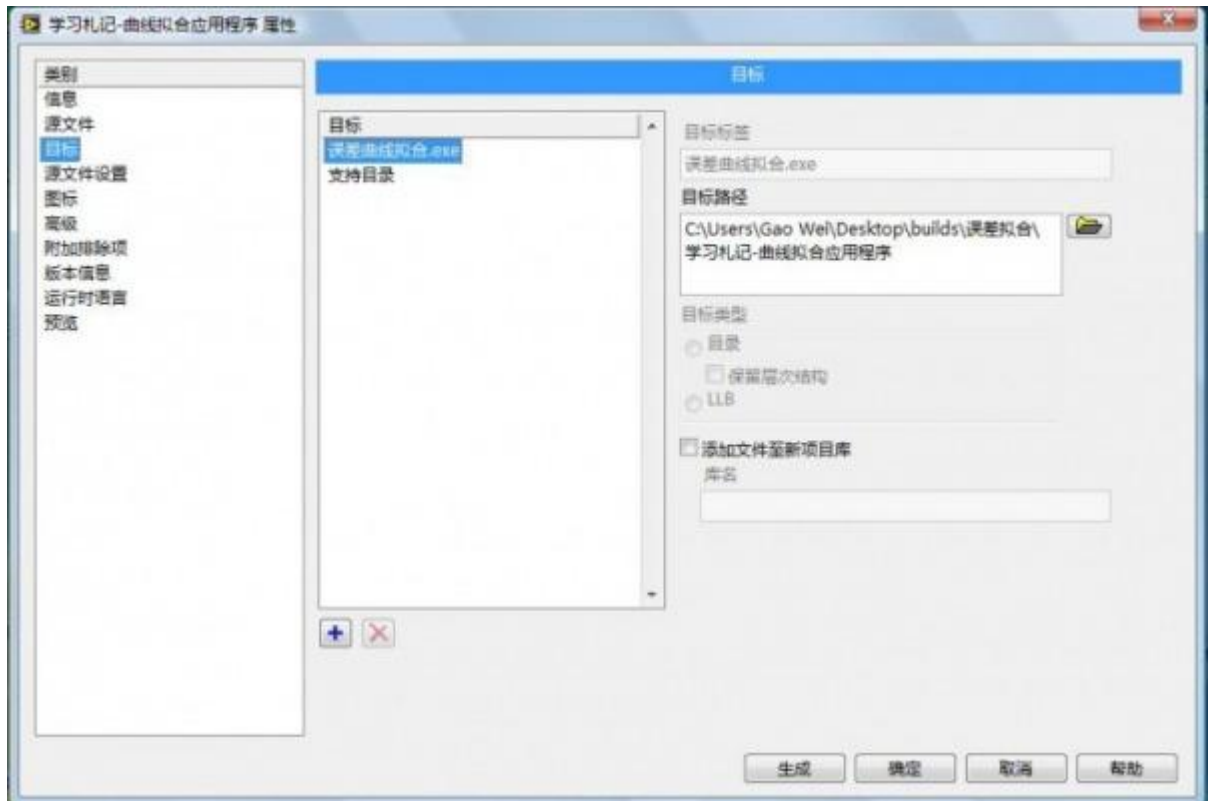 学习札记-曲线拟合应用程序 属性
类别
信息
源文件
目标
源文件设置
图标
高级
附加排除项
版本信息
运行时语言
预览
目标
目标
误差曲线拟合.exe
支持目录
目标标签
误差曲线拟合.exe
目标路径
C:\Users\Gao Wei\Desktop\builds\误差拟合\
学习札记-曲线拟合应用程序
目标类型
目录
保留层次结构
LLB
添加文件至新项目库
库名
生成 确定 取消 帮助